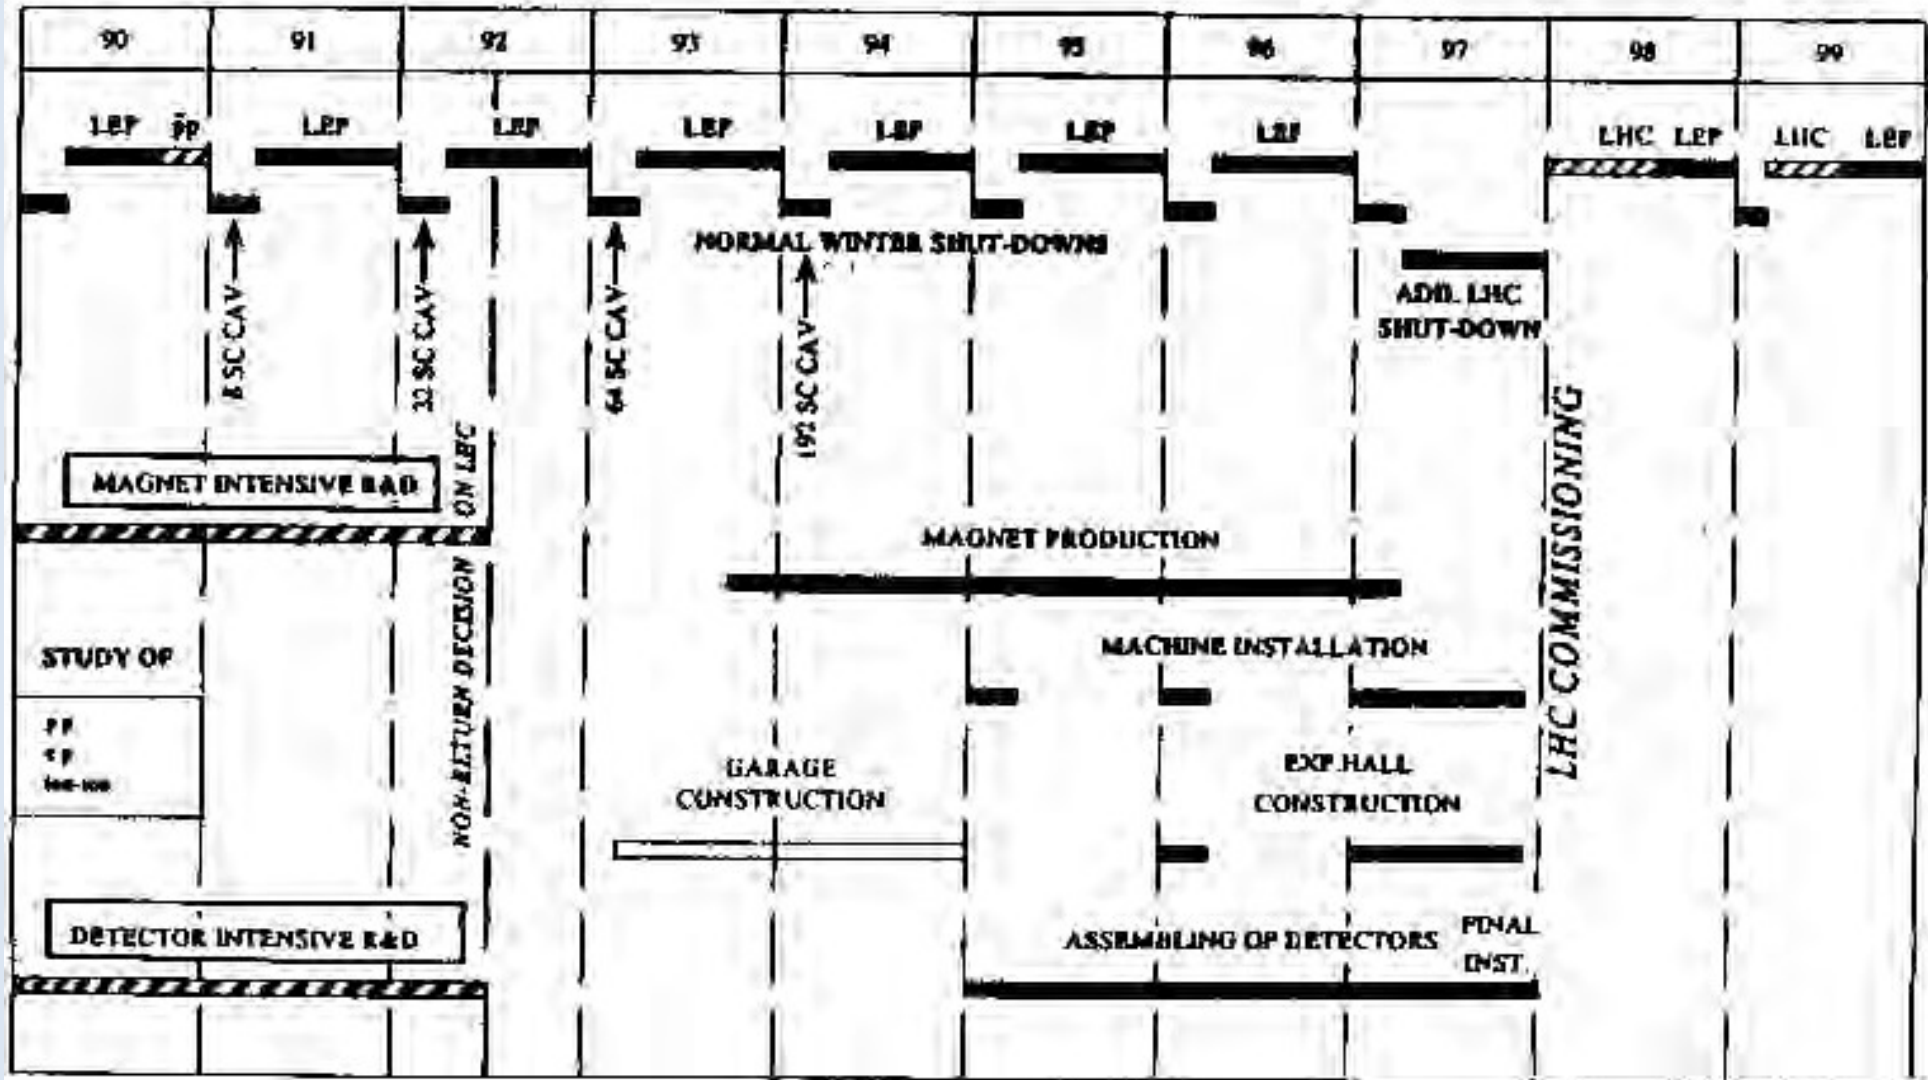 90 91 92 93 94 95 96 97 98 99
LEP p̄p LEP LEP LEP LEP LEP LEP LHC LEP LHC LEP
NORMAL WINTER SHUT-DOWNS
8 SC CAV
32 SC CAV
64 SC CAV
192 SC CAV
ADD. LHC
SHUT-DOWN
MAGNET INTENSIVE R&D
NON-RETURN DECISION ON LHC
MAGNET PRODUCTION
LHC COMMISSIONING
STUDY OF
pp
ep
ion-ion
MACHINE INSTALLATION
GARAGE
CONSTRUCTION
EXP.HALL
CONSTRUCTION
DETECTOR INTENSIVE R&D
ASSEMBLING OF DETECTORS
FINAL
INST.